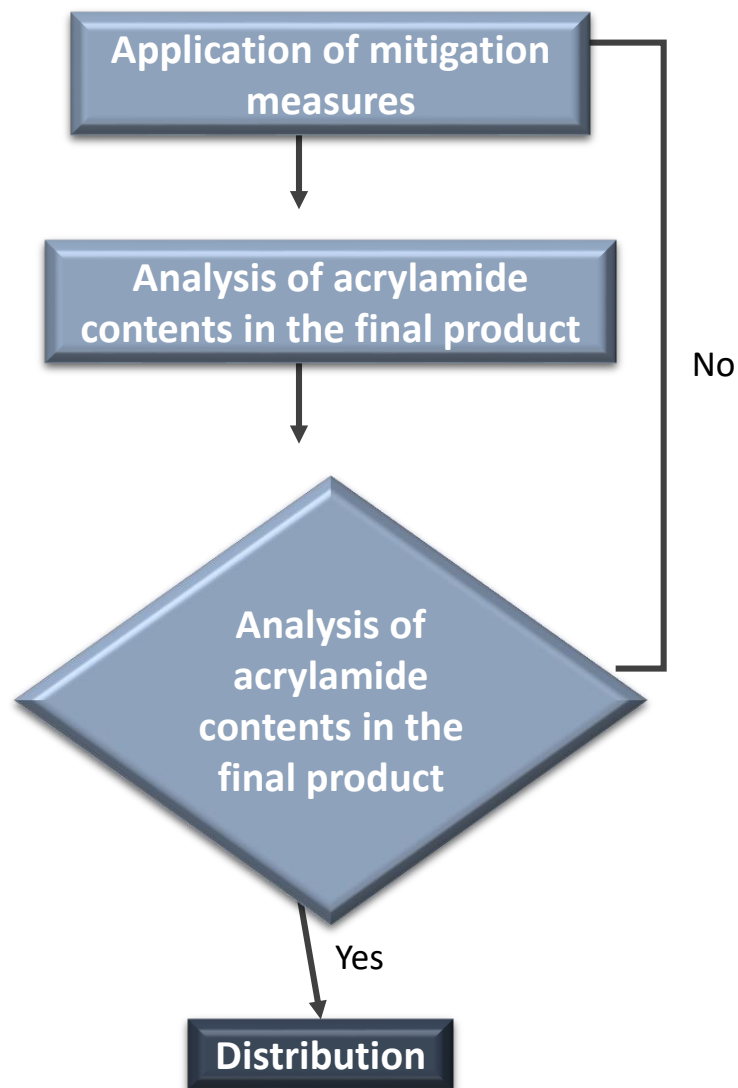 Application of mitigation
measures
Analysis of acrylamide
contents in the final product
No
Analysis of
acrylamide
contents in the
final product
Yes
Distribution